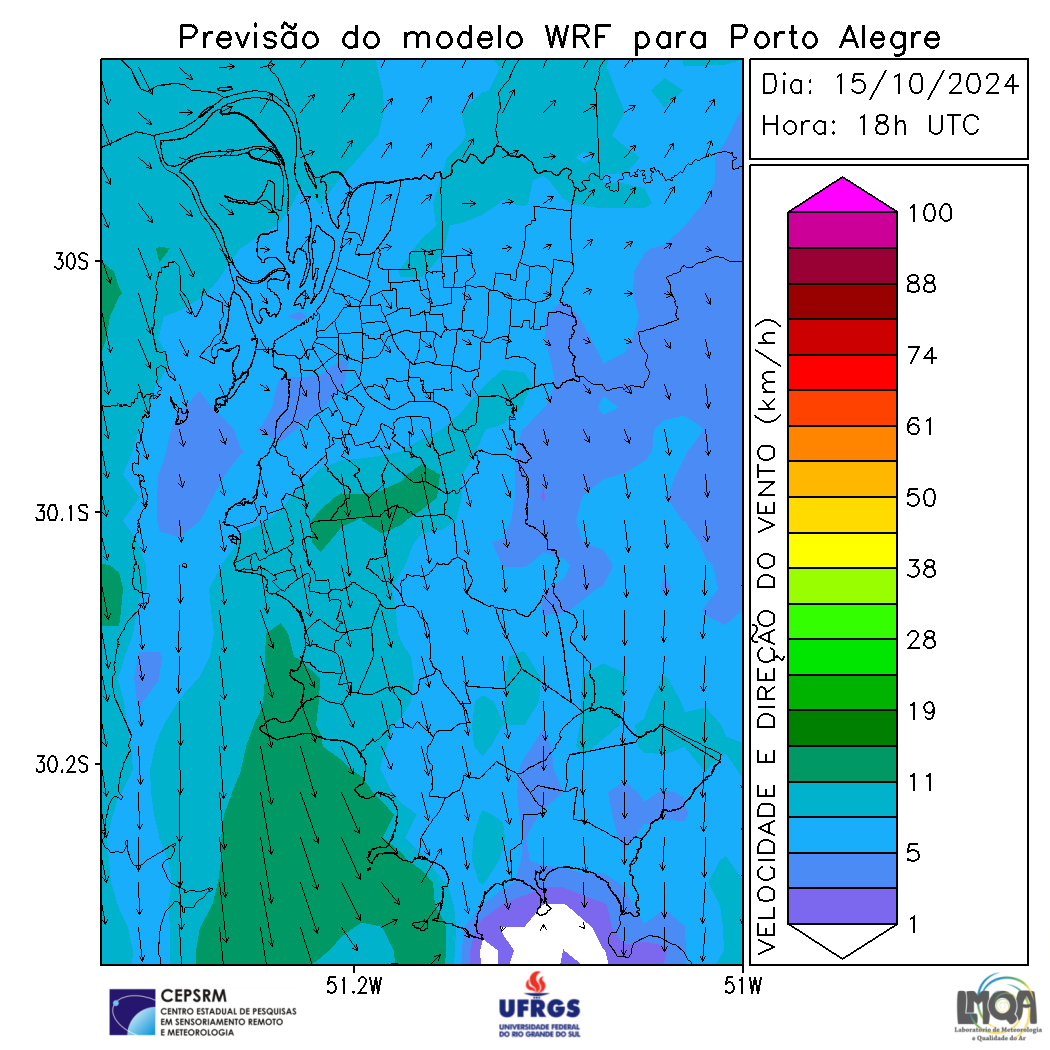 Previsão do modelo WRF para Porto Alegre
Dia: 15/10/2024
Hora: 18h UTC
30S
30.1S
30.2S
51.2W
51W
VELOCIDADE E DIREÇÃO DO VENTO (km/h)
100
88
74
61
50
38
28
19
11
5
1
CEPSRM
CENTRO ESTADUAL DE PESQUISAS
EM SENSORIAMENTO REMOTO
E METEOROLOGIA
UFRGS
UNIVERSIDADE FEDERAL
DO RIO GRANDE DO SUL
LMQA
Laboratório de Meteorologia
e Qualidade do Ar